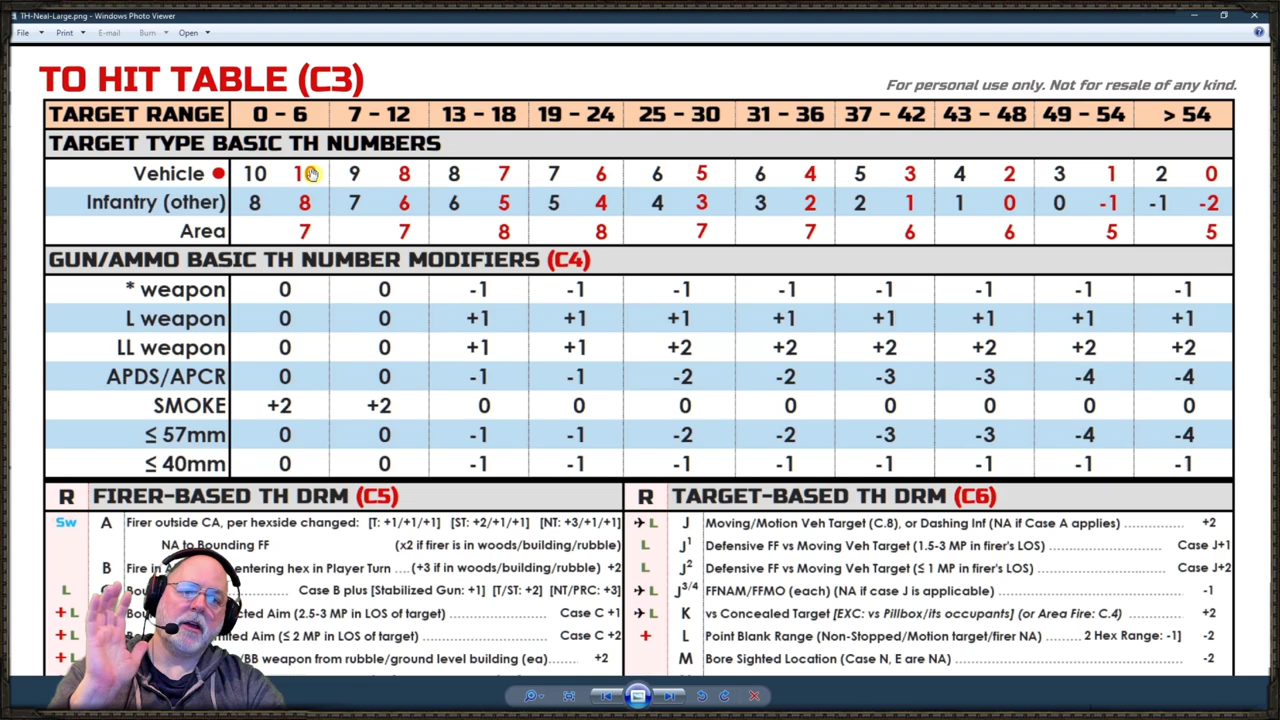 TH-Neal-Large.png - Windows Photo Viewer
File Print E-mail Burn Open
TO HIT TABLE (C3)
For personal use only. Not for resale of any kind.
TARGET RANGE 0 - 6 7 - 12 13 - 18 19 - 24 25 - 30 31 - 36 37 - 42 43 - 48 49 - 54 > 54
TARGET TYPE BASIC TH NUMBERS
Vehicle 10 10 9 8 8 7 7 6 6 5 6 4 5 3 4 2 3 1 2 0
Infantry (other) 8 8 7 6 6 5 5 4 4 3 3 2 2 1 1 0 0 -1 -1 -2
Area 7 7 8 8 7 7 6 6 5 5
GUN/AMMO BASIC TH NUMBER MODIFIERS (C4)
* weapon 0 0 -1 -1 -1 -1 -1 -1 -1 -1
L weapon 0 0 +1 +1 +1 +1 +1 +1 +1 +1
LL weapon 0 0 +1 +1 +2 +2 +2 +2 +2 +2
APDS/APCR 0 0 -1 -1 -2 -2 -3 -3 -4 -4
SMOKE +2 +2 0 0 0 0 0 0 0 0
≤ 57mm 0 0 -1 -1 -2 -2 -3 -3 -4 -4
≤ 40mm 0 0 -1 -1 -1 -1 -1 -1 -1 -1
R FIRER-BASED TH DRM (C5)
Sw A Firer outside CA, per hexside changed: [T: +1/+1/+1] [ST: +2/+1/+1] [NT: +3/+1/+1]
NA to Bounding FF (x2 if firer is in woods/building/rubble)
B Fire in entering hex in Player Turn .... (+3 if in woods/building/rubble) +2
L Case B plus [Stabilized Gun: +1] [T/ST: +2] [NT/PRC: +3]
+ L Aim (2.5-3 MP in LOS of target) Case C +1
+ L Aim (≤ 2 MP in LOS of target) Case C +2
+ L /BB weapon from rubble/ground level building (ea)...... +2
R TARGET-BASED TH DRM (C6)
L J Moving/Motion Veh Target (C.8), or Dashing Inf (NA if Case A applies) +2
L J1 Defensive FF vs Moving Veh Target (1.5-3 MP in firer's LOS) Case J+1
L J2 Defensive FF vs Moving Veh Target (≤ 1 MP in firer's LOS) Case J+2
L J3/4 FFNAM/FFMO (each) (NA if case J is applicable) -1
L K vs Concealed Target [EXC: vs Pillbox/its occupants] (or Area Fire: C.4) +2
+ L Point Blank Range (Non-Stopped/Motion target/firer NA) 2 Hex Range: -1] -2
M Bore Sighted Location (Case N, E are NA) -2